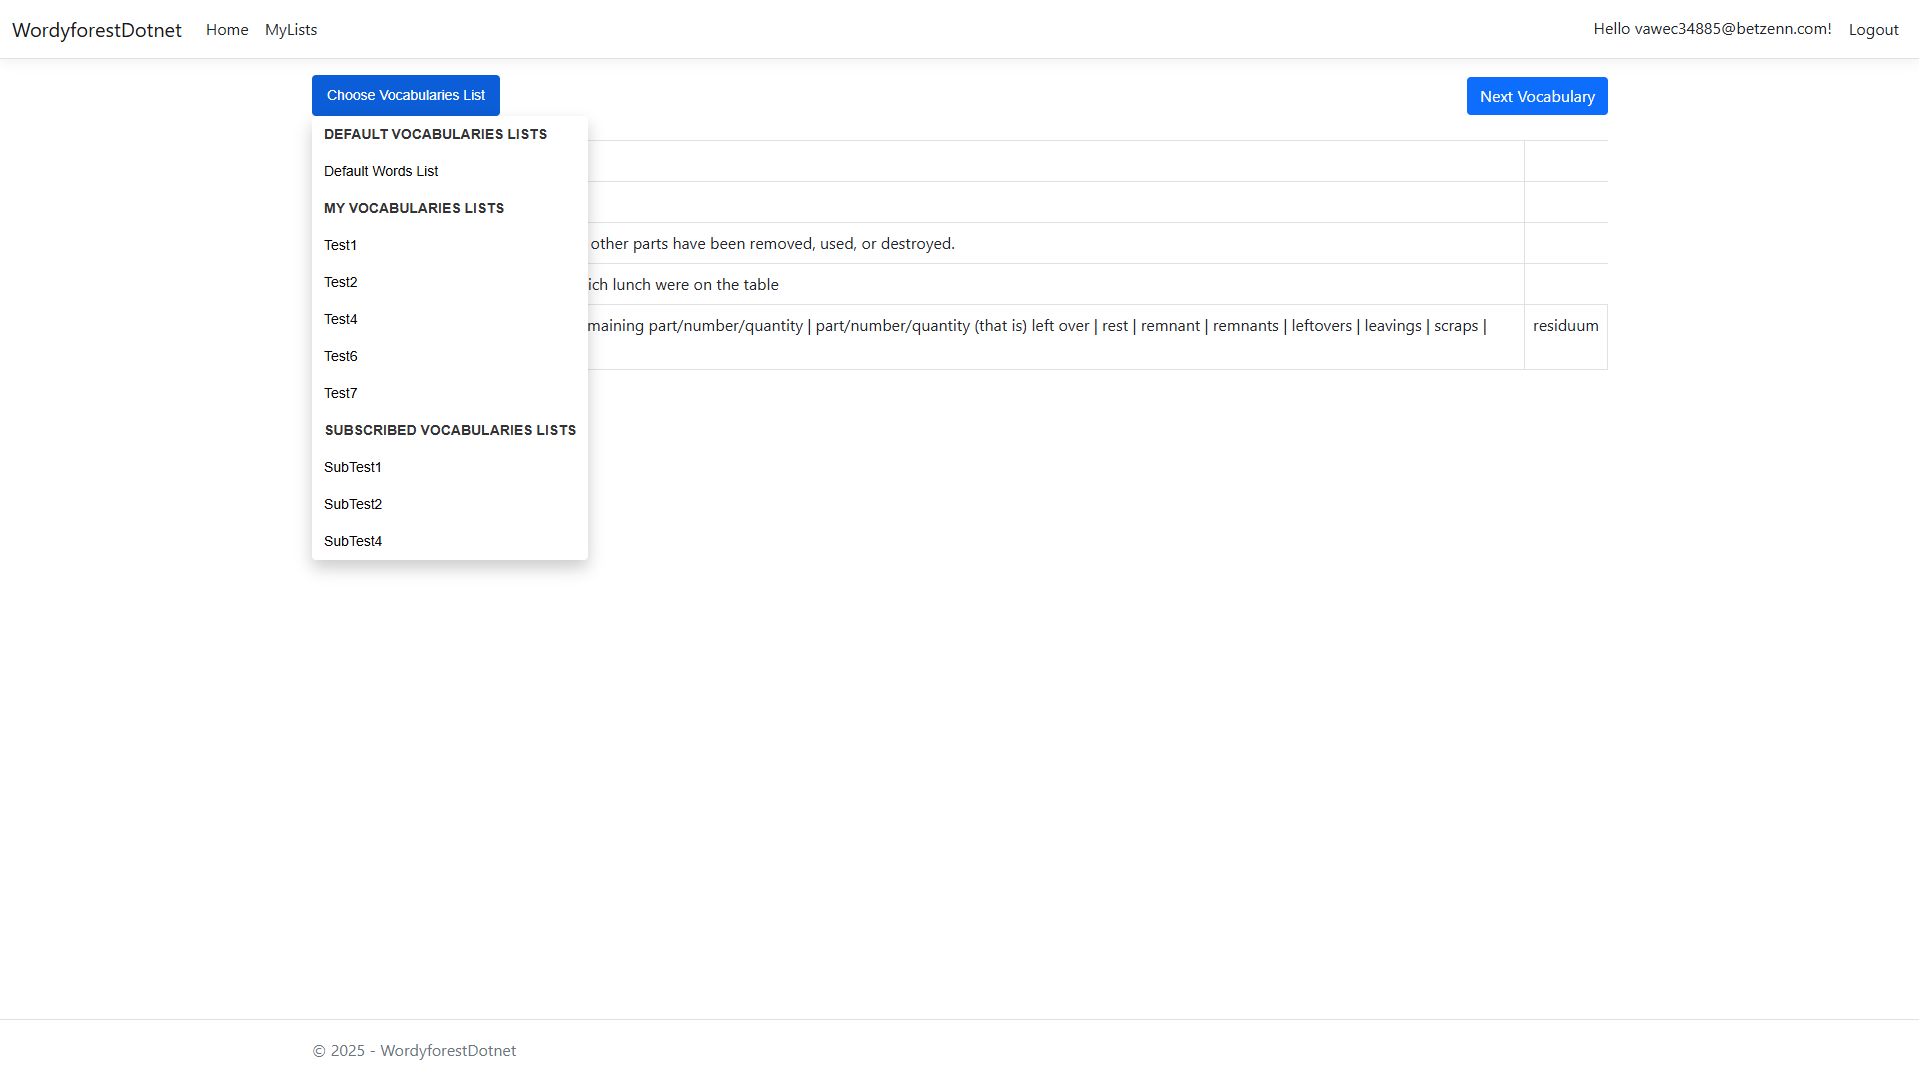 WordyforestDotnet Home MyLists Hello vawec34885@betzenn.com! Logout
Choose Vocabularies List Next Vocabulary
DEFAULT VOCABULARIES LISTS
Default Words List
MY VOCABULARIES LISTS
Test1
other parts have been removed, used, or destroyed.
Test2
ich lunch were on the table
Test4
maining part/number/quantity | part/number/quantity (that is) left over | rest | remnant | remnants | leftovers | leavings | scraps | residuum
Test6
Test7
SUBSCRIBED VOCABULARIES LISTS
SubTest1
SubTest2
SubTest4
© 2025 - WordyforestDotnet